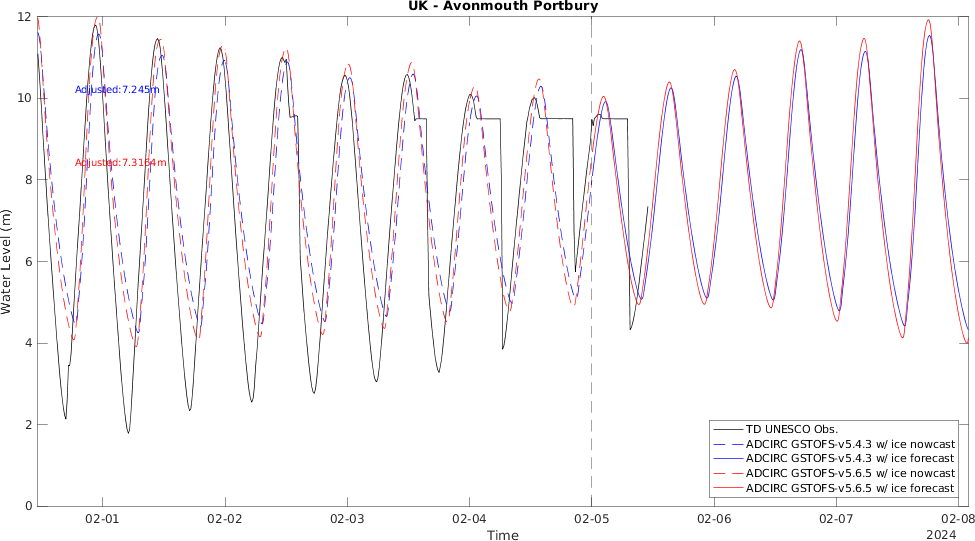 UK - Avonmouth Portbury
12
10
8
6
4
2
0
Water Level (m)
Adjusted:7.245m
Adjusted:7.3164m
TD UNESCO Obs.
ADCIRC GSTOFS-v5.4.3 w/ ice nowcast
ADCIRC GSTOFS-v5.4.3 w/ ice forecast
ADCIRC GSTOFS-v5.6.5 w/ ice nowcast
ADCIRC GSTOFS-v5.6.5 w/ ice forecast
02-01 02-02 02-03 02-04 02-05 02-06 02-07 02-08
Time
2024